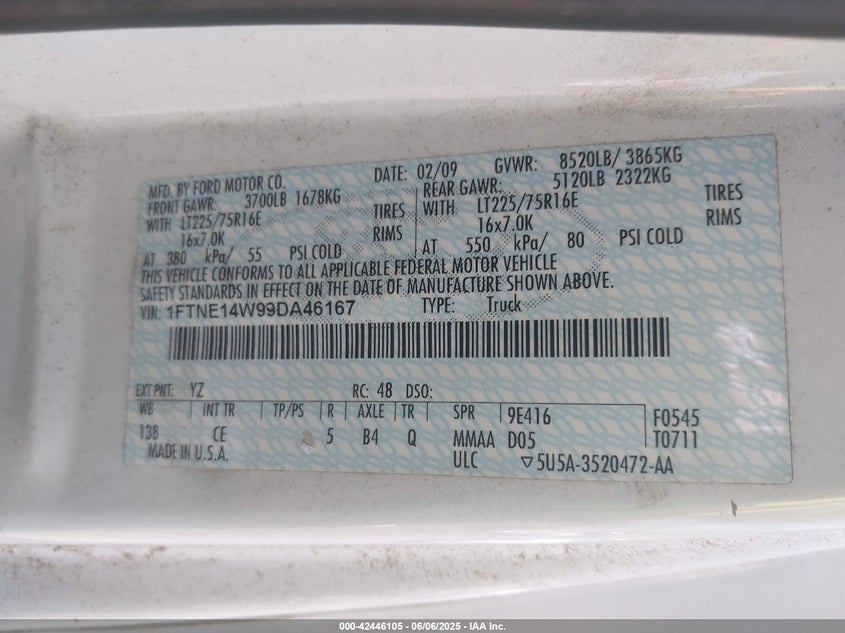 MFD. BY FORD MOTOR CO. DATE: 02/09 GVWR: 8520LB/ 3865KG
FRONT GAWR: 3700LB 1678KG REAR GAWR: 5120LB 2322KG
WITH LT225/75R16E TIRES WITH LT225/75R16E TIRES
16x7.0K RIMS 16x7.0K RIMS
AT 380 kPa/ 55 PSI COLD AT 550 kPa/ 80 PSI COLD
THIS VEHICLE CONFORMS TO ALL APPLICABLE FEDERAL MOTOR VEHICLE
SAFETY STANDARDS IN EFFECT ON THE DATE OF MANUFACTURE SHOWN ABOVE.
VIN: 1FTNE14W99DA46167 TYPE: Truck
EXT PNT: YZ RC: 48 DSO:
WB INT TR TP/PS R AXLE TR SPR 9E416 F0545
138 CE 5 B4 Q MMAA D05 T0711
MADE IN U.S.A. ULC ▽5U5A-3520472-AA
000-42446105 - 06/06/2025 - IAA Inc.